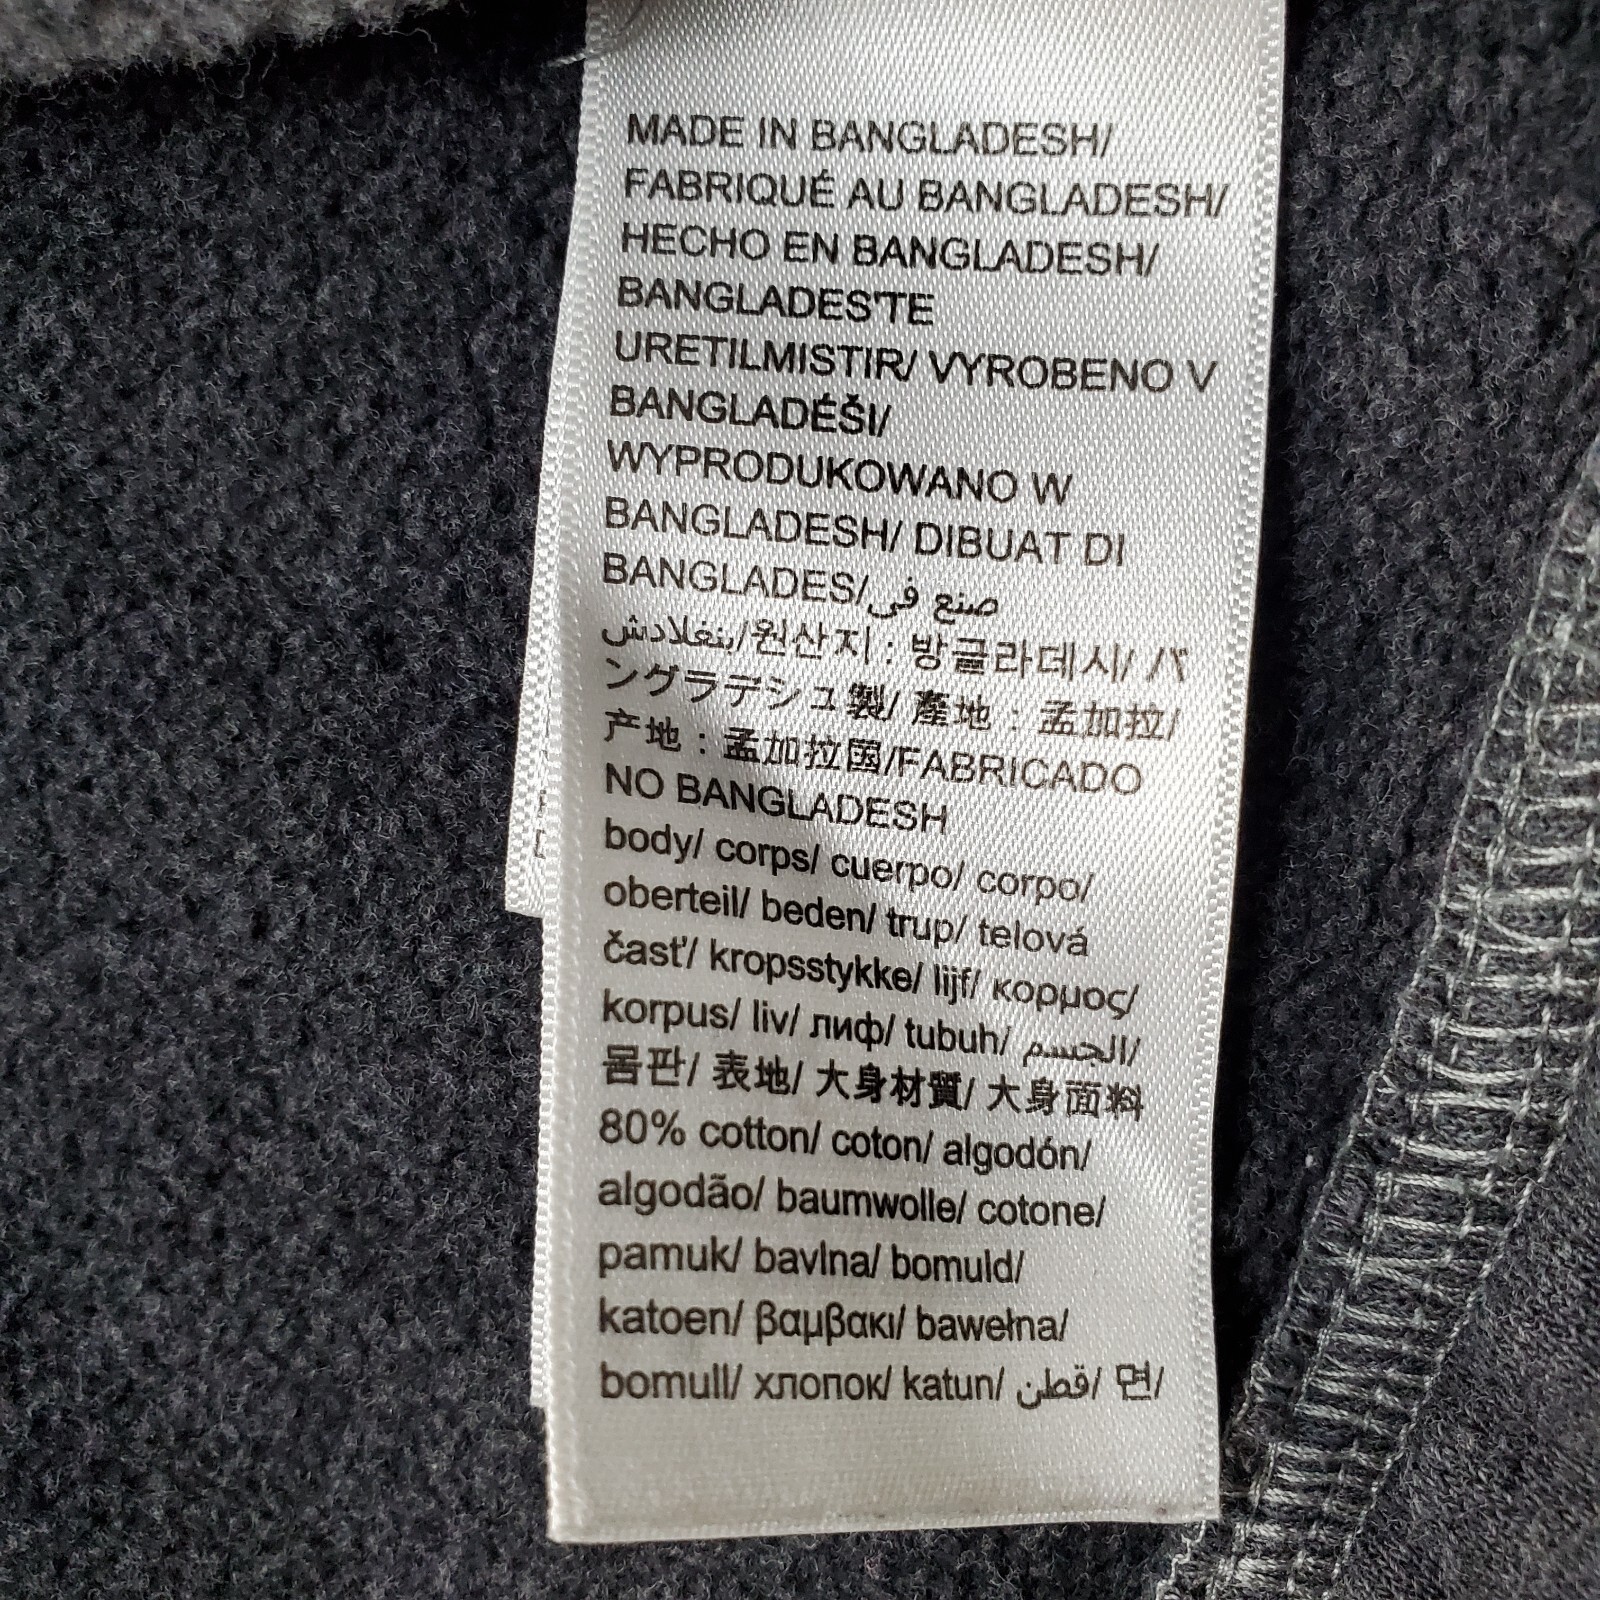 MADE IN BANGLADESH/
FABRIQUÉ AU BANGLADESH/
HECHO EN BANGLADESH/
BANGLADES'TE
URETILMISTIR/ VYROBENO V
BANGLADÉŠI/
WYPRODUKOWANO W
BANGLADESH/ DIBUAT DI
BANGLADES/صنع في
بنغلادش/원산지 : 방글라데시/ バ
ングラデシュ製/ 產地 : 孟加拉/
产地 : 孟加拉国/FABRICADO
NO BANGLADESH
body/ corps/ cuerpo/ corpo/
oberteil/ beden/ trup/ telová
časť/ kropsstykke/ lijf/ κορμος/
korpus/ liv/ лиф/ tubuh/ الجسم/
몸판/ 表地/ 大身材質/ 大身面料
80% cotton/ coton/ algodón/
algodão/ baumwolle/ cotone/
pamuk/ bavlna/ bomuld/
katoen/ βαμβακι/ bawełna/
bomull/ хлопок/ katun/ قطن/ 면/